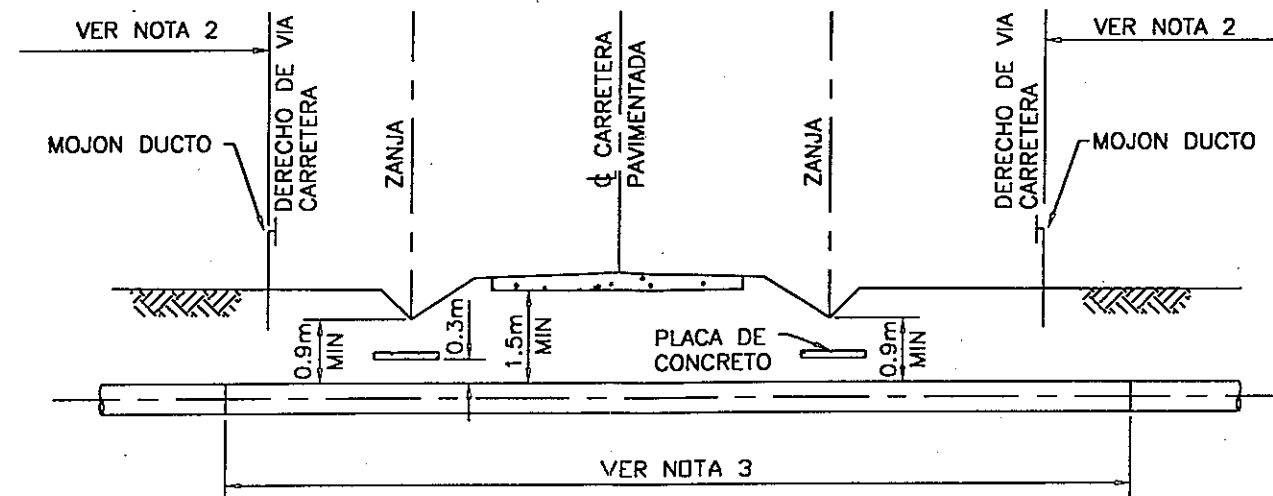 VER NOTA 2
VER NOTA 2
DERECHO DE VIA
CARRETERA
ZANJA
₵ CARRETERA
PAVIMENTADA
ZANJA
DERECHO DE VIA
CARRETERA
MOJON DUCTO
MOJON DUCTO
0.9m
MIN
0.3m
1.5m
MIN
PLACA DE
CONCRETO
0.9m
MIN
VER NOTA 3